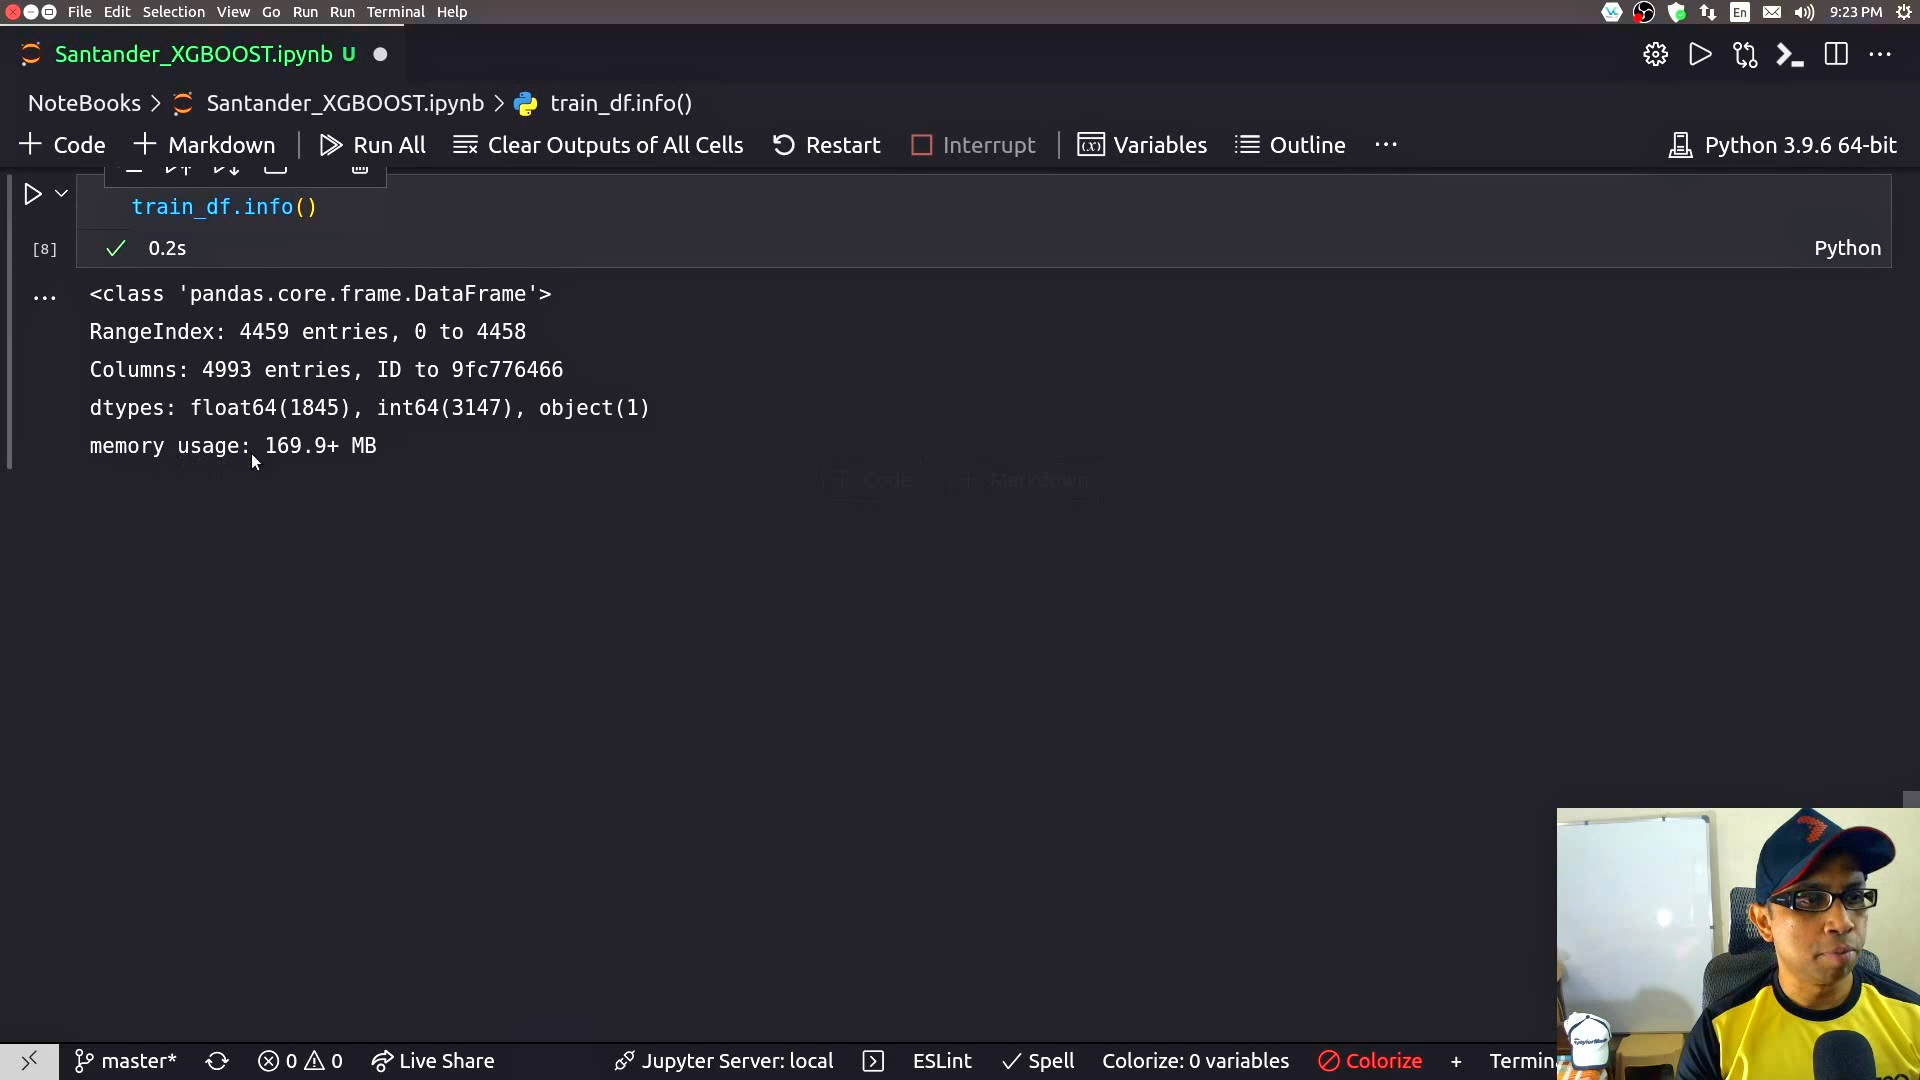 File Edit Selection View Go Run Run Terminal Help
En 9:23 PM
Santander_XGBOOST.ipynb U
NoteBooks > Santander_XGBOOST.ipynb > train_df.info()
+ Code + Markdown | Run All Clear Outputs of All Cells Restart Interrupt | (x) Variables Outline ... Python 3.9.6 64-bit
train_df.info()
[8] ✓ 0.2s Python
... <class 'pandas.core.frame.DataFrame'>
RangeIndex: 4459 entries, 0 to 4458
Columns: 4993 entries, ID to 9fc776466
dtypes: float64(1845), int64(3147), object(1)
memory usage: 169.9+ MB
+ Code + Markdown
master* 0 0 Live Share Jupyter Server: local ESLint ✓ Spell Colorize: 0 variables Colorize + Termin